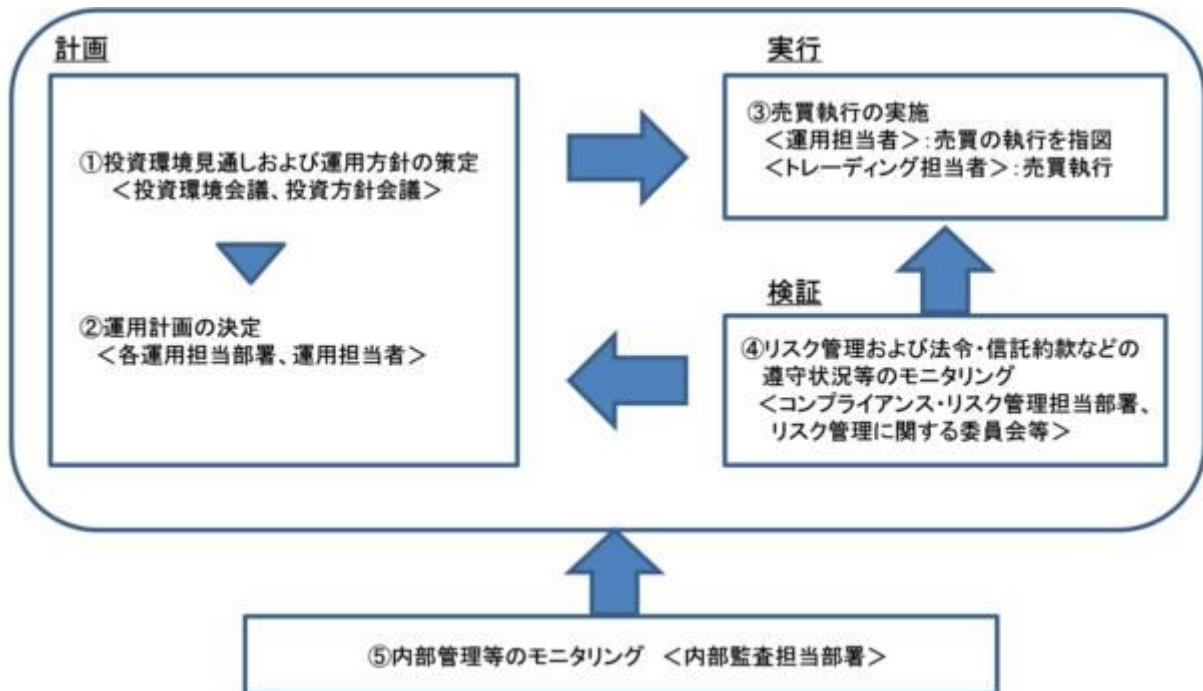 計画
①投資環境見通しおよび運用方針の策定
＜投資環境会議、投資方針会議＞
②運用計画の決定
＜各運用担当部署、運用担当者＞
実行
③売買執行の実施
＜運用担当者＞：売買の執行を指図
＜トレーディング担当者＞：売買執行
検証
④リスク管理および法令・信託約款などの
遵守状況等のモニタリング
＜コンプライアンス・リスク管理担当部署、
リスク管理に関する委員会等＞
⑤内部管理等のモニタリング ＜内部監査担当部署＞